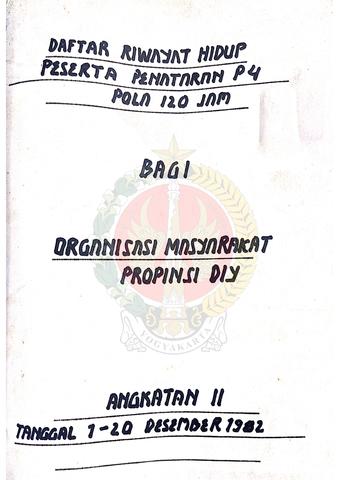 DAFTAR RIWAYAT HIDUP
PESERTA PENATARAN P4
POLA 120 JAM
BAGI
ORGANISASI MASYARAKAT
PROPINSI DIY
YOGYAKARTA
ANGKATAN II
TANGGAL 1-20 DESEMBER 1982